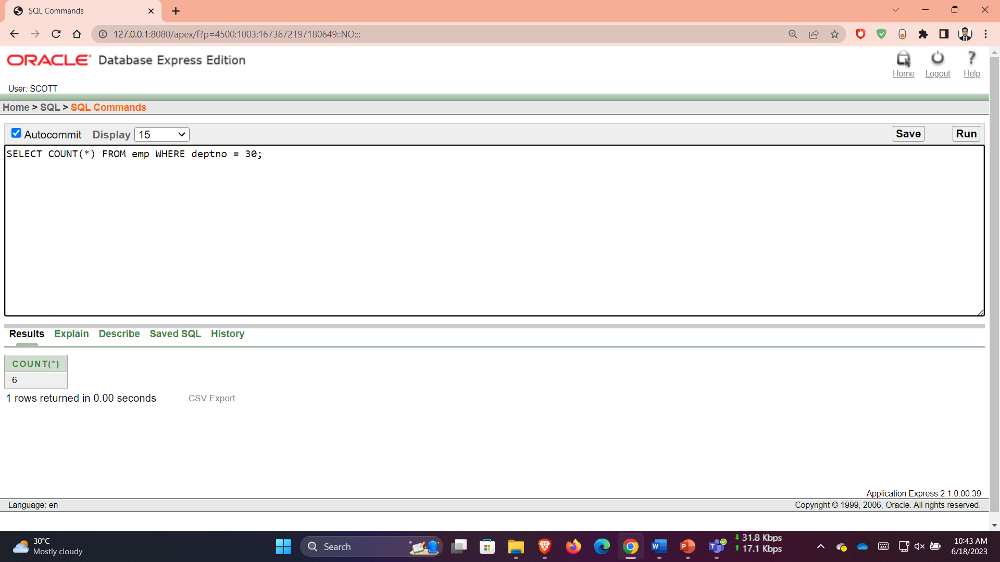 SQL Commands
127.0.0.1:8080/apex/f?p=4500:1003:1673672197180649::NO:::
ORACLE Database Express Edition
Home Logout Help
User: SCOTT
Home > SQL > SQL Commands
Autocommit Display 15 Save Run
SELECT COUNT(*) FROM emp WHERE deptno = 30;
Results Explain Describe Saved SQL History
COUNT(*)
6
1 rows returned in 0.00 seconds CSV Export
Application Express 2.1.0.00.39
Language: en Copyright © 1999, 2006, Oracle. All rights reserved.
30°C
Mostly cloudy
Search
31.8 Kbps
17.1 Kbps
10:43 AM
6/18/2023